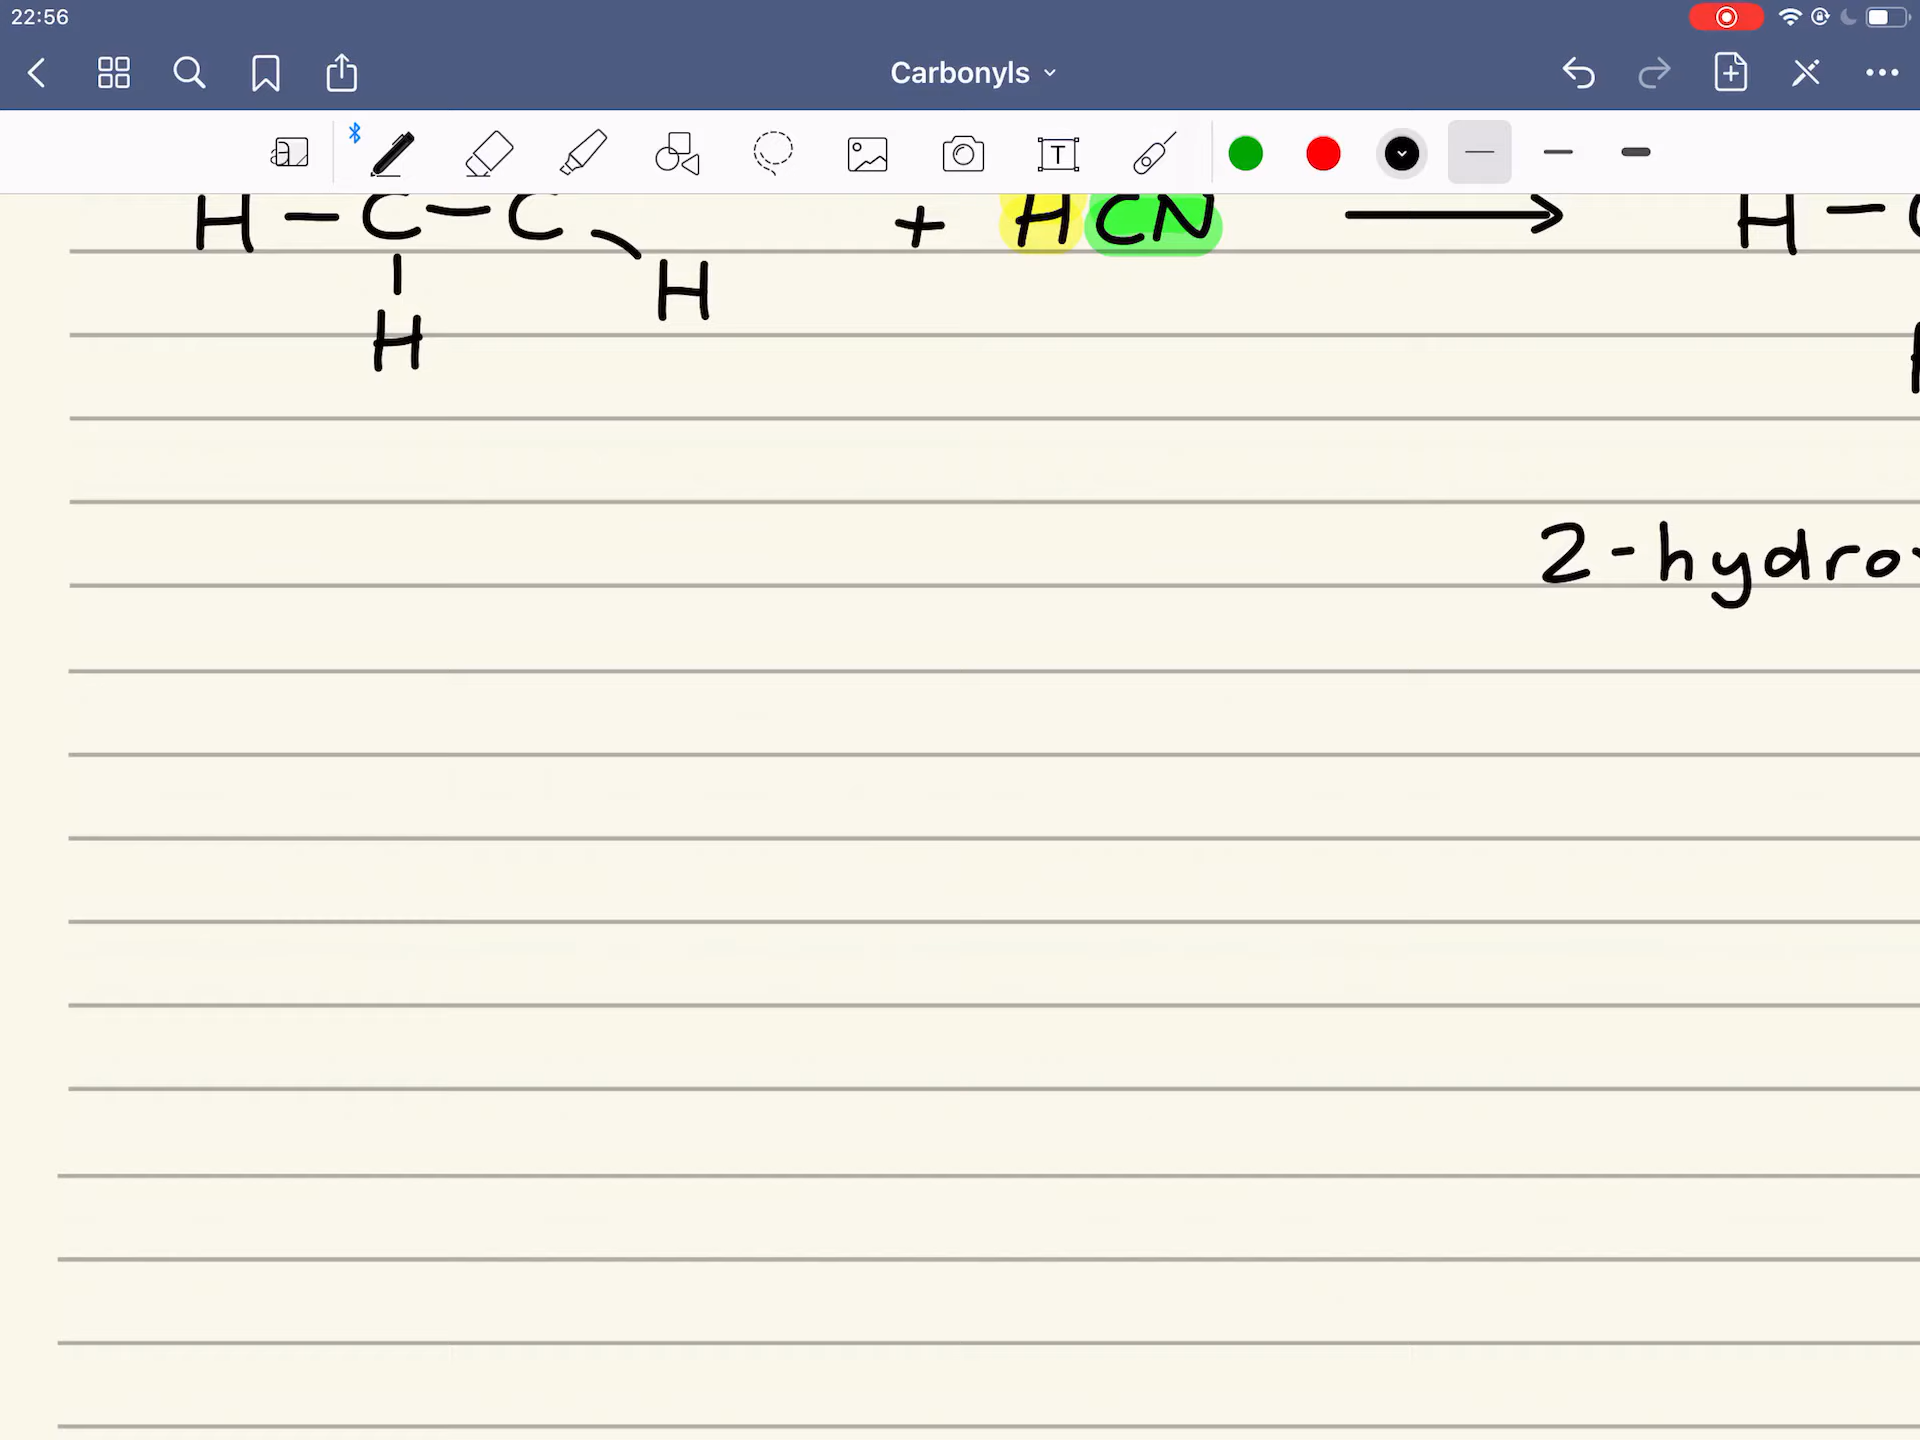 22:56
Carbonyls
H - C - C + HCN → H -
H
H
2-hydro